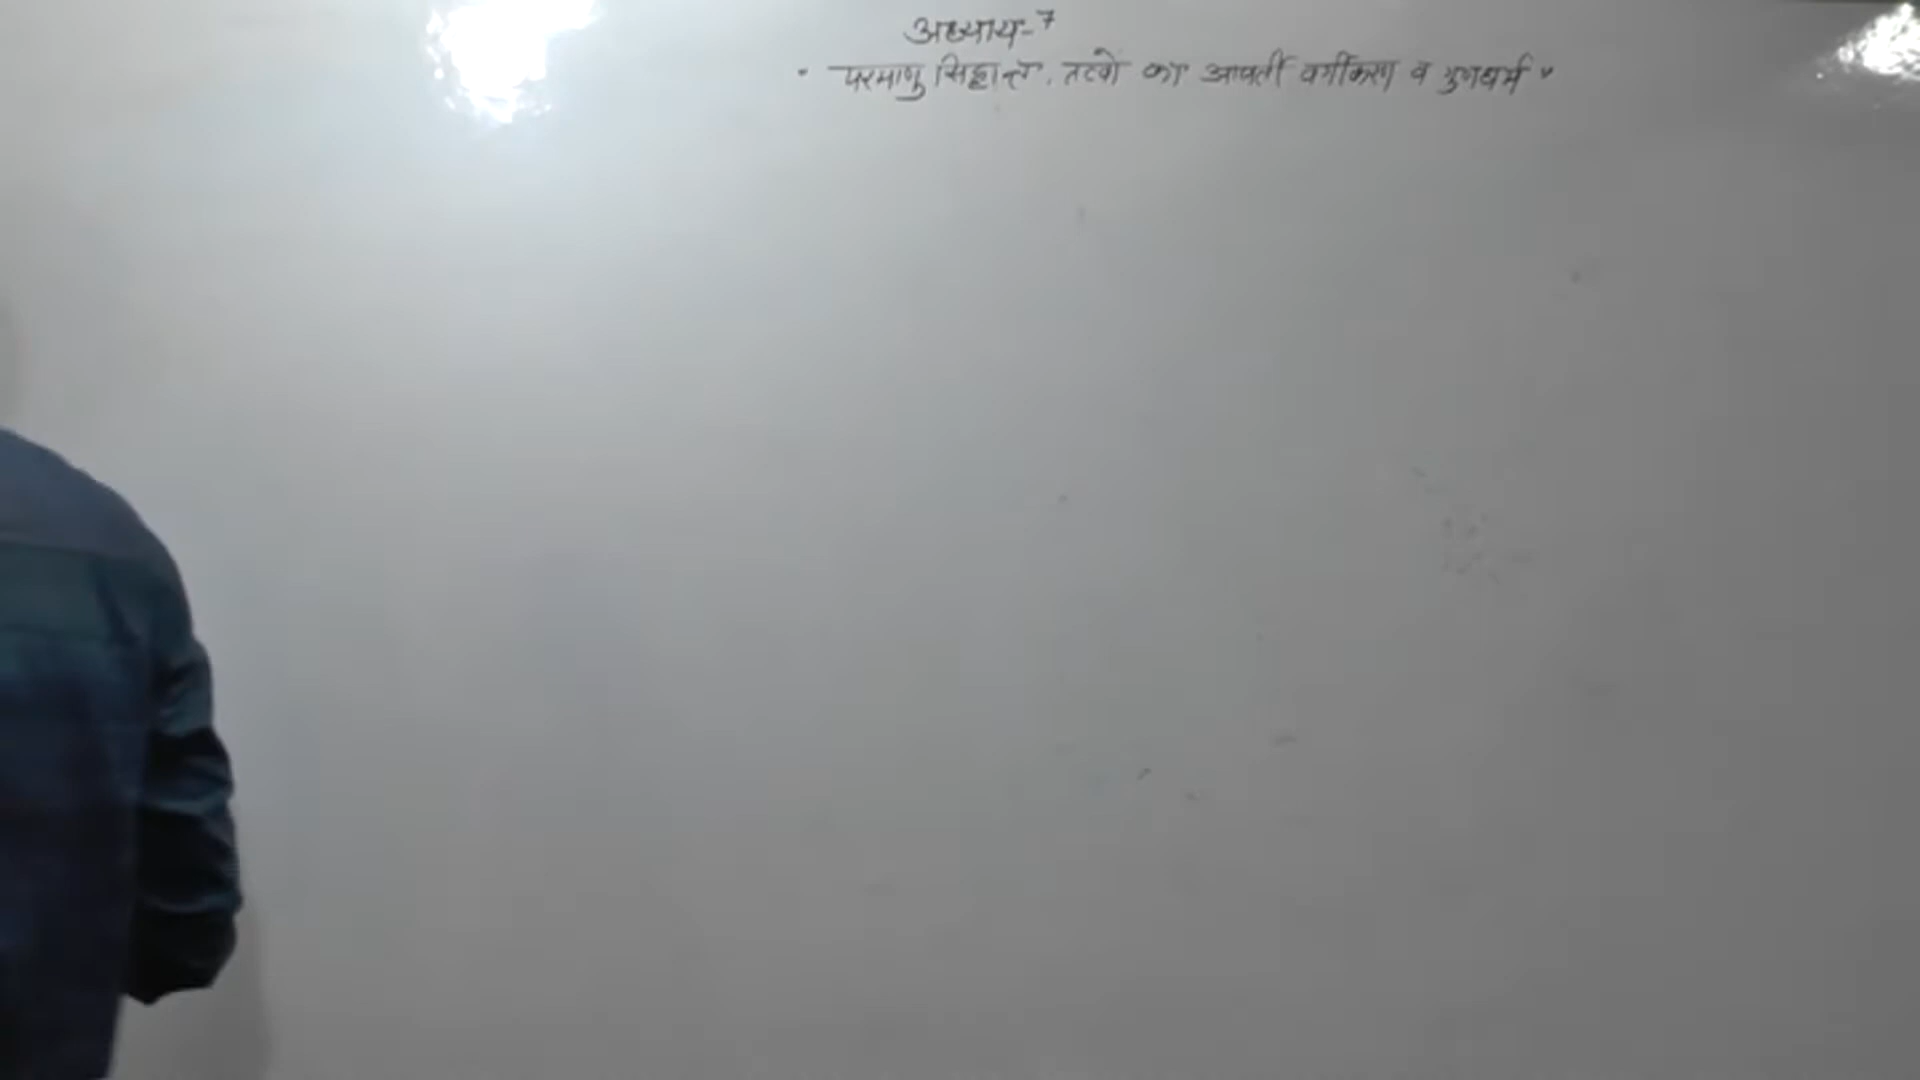 अध्याय-7
" परमाणु सिद्धान्त, तत्वो का आवर्ती वर्गीकरण व गुणधर्म "